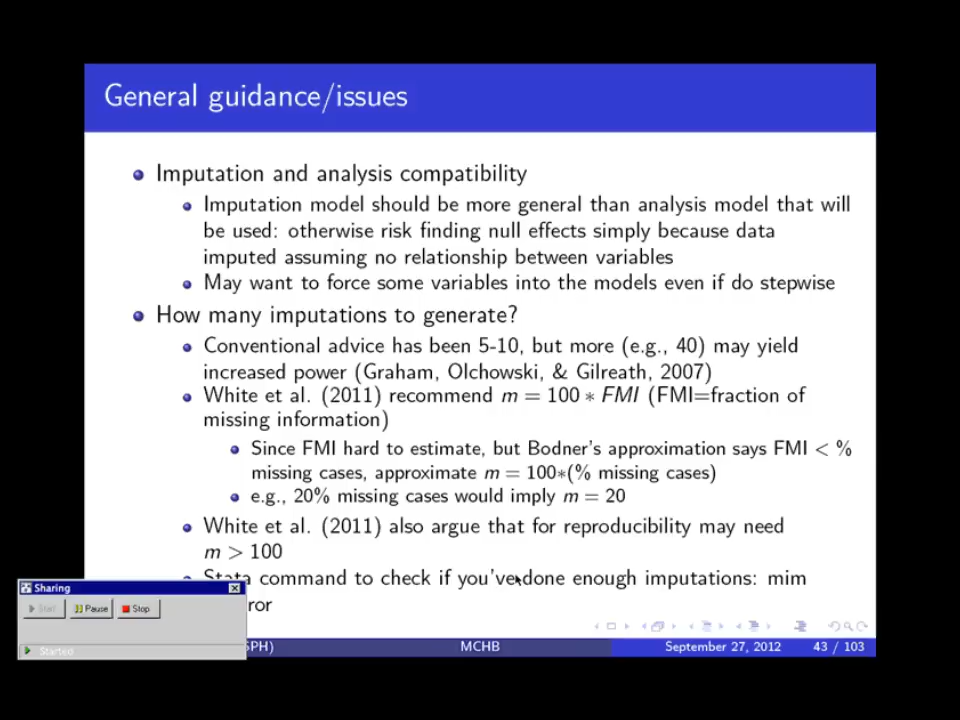 General guidance/issues
Imputation and analysis compatibility
Imputation model should be more general than analysis model that will
be used: otherwise risk finding null effects simply because data
imputed assuming no relationship between variables
May want to force some variables into the models even if do stepwise
How many imputations to generate?
Conventional advice has been 5-10, but more (e.g., 40) may yield
increased power (Graham, Olchowski, & Gilreath, 2007)
White et al. (2011) recommend m = 100 * FMI (FMI=fraction of
missing information)
Since FMI hard to estimate, but Bodner's approximation says FMI < %
missing cases, approximate m = 100*(% missing cases)
e.g., 20% missing cases would imply m = 20
White et al. (2011) also argue that for reproducibility may need
m > 100
Stata command to check if you've done enough imputations: mim
ror
Sharing
Start Pause Stop
Started
SPH) MCHB September 27, 2012 43 / 103